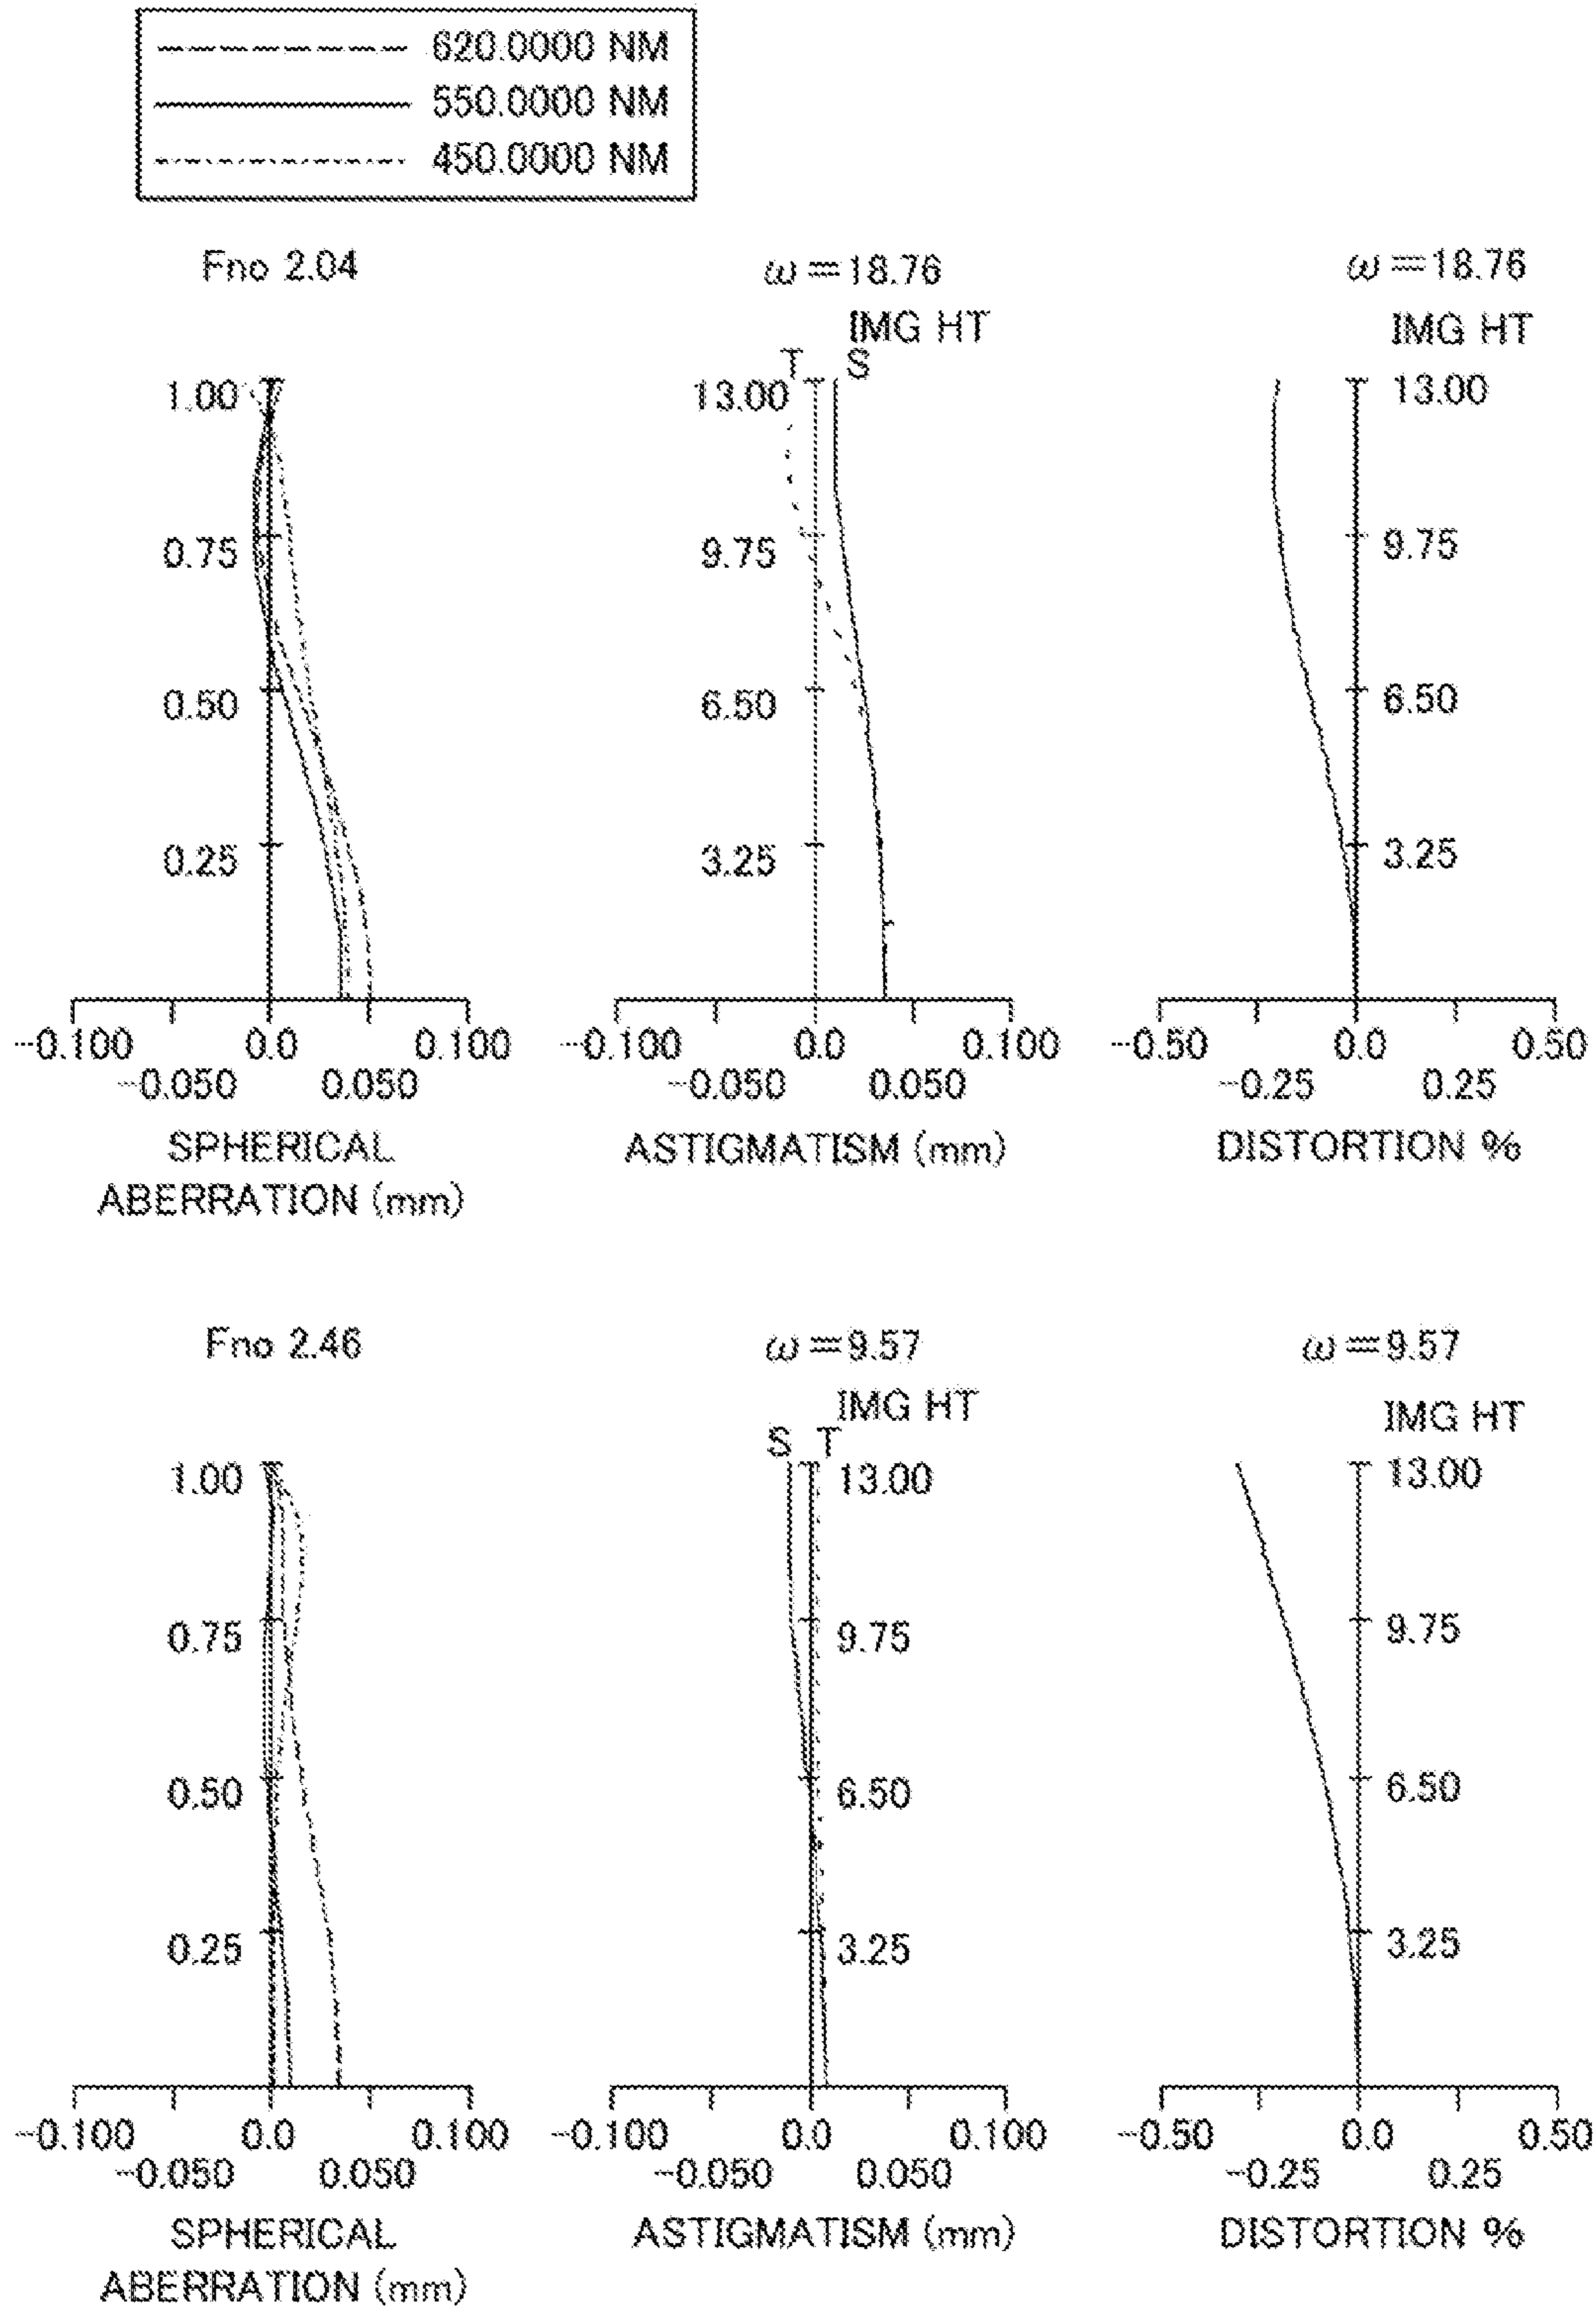 620.0000 NM
550.0000 NM
450.0000 NM
Fno 2.04
1.00
0.75
0.50
0.25
-0.100 0.0 0.100
-0.050 0.050
SPHERICAL
ABERRATION (mm)
ω=18.76
IMG HT
T S
13.00
9.75
6.50
3.25
-0.100 0.0 0.100
-0.050 0.050
ASTIGMATISM (mm)
ω=18.76
IMG HT
13.00
9.75
6.50
3.25
-0.50 0.0 0.50
-0.25 0.25
DISTORTION %
Fno 2.46
1.00
0.75
0.50
0.25
-0.100 0.0 0.100
-0.050 0.050
SPHERICAL
ABERRATION (mm)
ω=9.57
IMG HT
S T
13.00
9.75
6.50
3.25
-0.100 0.0 0.100
-0.050 0.050
ASTIGMATISM (mm)
ω=9.57
IMG HT
13.00
9.75
6.50
3.25
-0.50 0.0 0.50
-0.25 0.25
DISTORTION %